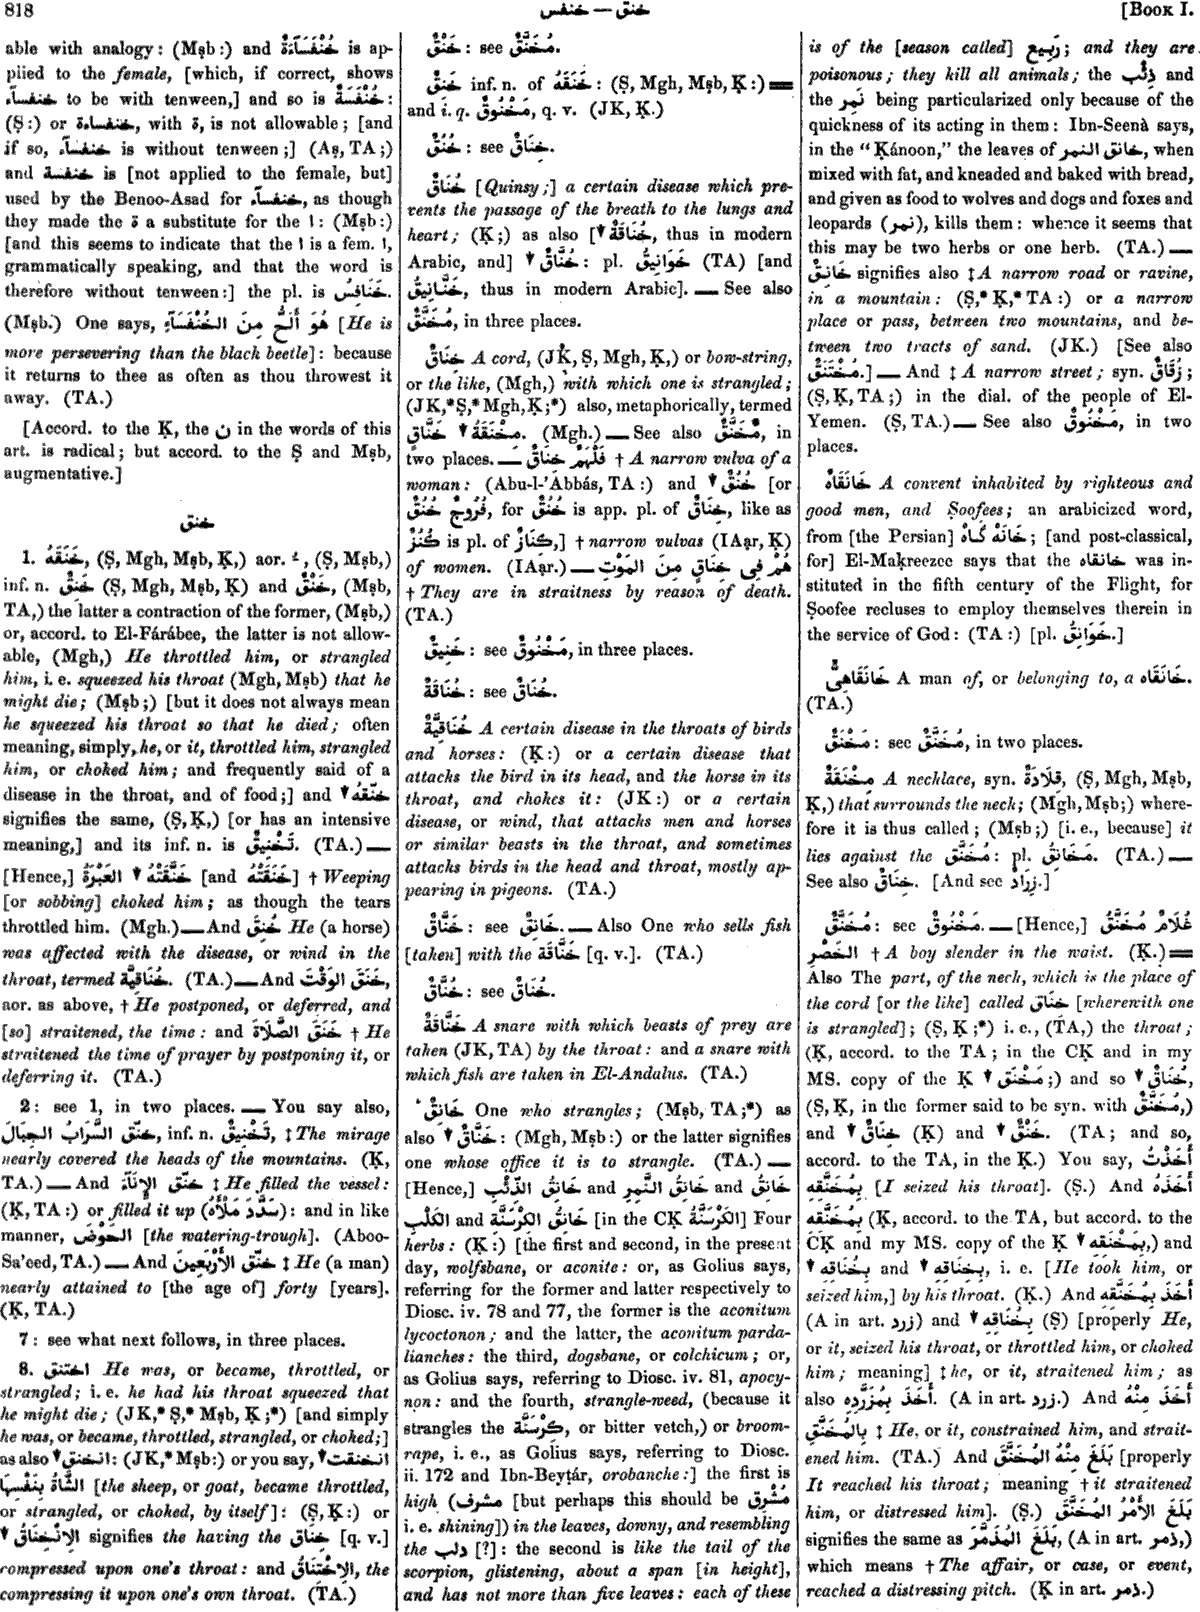 818
خنق — خنفس
[BOOK I.
able with analogy: (Mṣb:) and خُنْفَسَآءَةٌ is ap-
plied to the female, [which, if correct, shows
خنفسآء to be with tenween,] and so is خُنْفَسَةٌ:
(Ṣ:) or خنفساءة, with ة, is not allowable; [and
if so, خنفسآء is without tenween;] (Aṣ, TA;)
and خنفسة is [not applied to the female, but]
used by the Benoo-Asad for خنفسآء, as though
they made the ة a substitute for the ا: (Mṣb:)
[and this seems to indicate that the ا is a fem. ا,
grammatically speaking, and that the word is
therefore without tenween:] the pl. is خَنَافِسُ.
(Mṣb.) One says, هُوَ أَلَحُّ مِنَ الخُنْفَسَآءِ [He is
more persevering than the black beetle]: because
it returns to thee as often as thou throwest it
away. (TA.)
[Accord. to the Ḳ, the ن in the words of this
art. is radical; but accord. to the Ṣ and Mṣb,
augmentative.]
خنق
1. خَنَقَهُ, (Ṣ, Mgh, Mṣb, Ḳ,) aor. ـُ, (Ṣ, Mṣb,)
inf. n. خَنِقٌ (Ṣ, Mgh, Mṣb, Ḳ) and خَنْقٌ, (Mṣb,
TA,) the latter a contraction of the former, (Mṣb,)
or, accord. to El-Fárábee, the latter is not allow-
able, (Mgh,) He throttled him, or strangled
him, i. e. squeezed his throat (Mgh, Mṣb) that he
might die; (Mṣb;) [but it does not always mean
he squeezed his throat so that he died; often
meaning, simply, he, or it, throttled him, strangled
him, or choked him; and frequently said of a
disease in the throat, and of food;] and ▼ خنّقهُ
signifies the same, (Ṣ, Ḳ,) [or has an intensive
meaning,] and its inf. n. is تَخْنِيقٌ. (TA.) —
[Hence,] خَنَقَتْهُ ▼ العَبْرَةُ [and خَنَّقَتْهُ] † Weeping
[or sobbing] choked him; as though the tears
throttled him. (Mgh.) — And خُنِقَ He (a horse)
was affected with the disease, or wind in the
throat, termed خُنَاقِيَّة. (TA.) — And خَنَقَ الوَقْتَ,
aor. as above, † He postponed, or deferred, and
[so] straitened, the time: and خَنَقَ الصَّلَاةَ † He
straitened the time of prayer by postponing it, or
deferring it. (TA.)
2: see 1, in two places. — You say also,
خنّق السَّرَابُ الجِبَالَ, inf. n. تَخْنِيقٌ, ‡ The mirage
nearly covered the heads of the mountains. (Ḳ,
TA.) — And خنّق الإِنَآءَ ‡ He filled the vessel:
(Ḳ, TA:) or filled it up (سَدَّدَ مَلْأَهُ): and in like
manner, الحَوْضَ [the watering-trough]. (Aboo-
Sa'eed, TA.) — And خنّق الأَرْبَعِينَ ‡ He (a man)
nearly attained to [the age of] forty [years].
(Ḳ, TA.)
7: see what next follows, in three places.
8. اختنق He was, or became, throttled, or
strangled; i. e. he had his throat squeezed that
he might die; (JK,* Ṣ,* Mṣb, Ḳ;*) [and simply
he was, or became, throttled, strangled, or choked;]
as also ▼ انخنق: (JK,* Mṣb:) or you say, ▼ انخنقت
الشَّاةُ بِنَفْسِهَا [the sheep, or goat, became throttled,
or strangled, or choked, by itself]: (Ṣ, Ḳ:) or
▼ الاِنْخِنَاقُ signifies the having the خِنَاق [q. v.]
compressed upon one's throat: and الاِخْتِنَاقُ, the
compressing it upon one's own throat. (TA.)
خَنْقٌ: see مُخَنَّقٌ.
خَنِقٌ inf. n. of خَنَقَهُ: (Ṣ, Mgh, Mṣb, Ḳ:) ==
and i. q. مَخْنُوقٌ, q. v. (JK, Ḳ.)
خُنُقٌ: see خِنَاقٌ.
خُنَاقٌ [Quinsy;] a certain disease which pre-
vents the passage of the breath to the lungs and
heart; (Ḳ;) as also [▼ خُنَاقَةٌ, thus in modern
Arabic, and] ▼ خُنَّاقٌ: pl. خَوَانِيقُ (TA) [and
خَنَّانِيقُ, thus in modern Arabic]. — See also
مُخَنَّقٌ, in three places.
خِنَاقٌ A cord, (JK, Ṣ, Mgh, Ḳ,) or bow-string,
or the like, (Mgh,) with which one is strangled;
(JK,* Ṣ,* Mgh, Ḳ;*) also, metaphorically, termed
خِنَاقٌ ▼ مِخْنَقَةٌ. (Mgh.) — See also مُخَنَّقٌ, in
two places. — فَلْهَمٌ خِنَاقٌ † A narrow vulva of a
woman: (Abu-l-'Abbás, TA:) and ▼ خُنُقٌ [or
فُرُوجٌ خُنُقٌ, for خُنُقٌ is app. pl. of خِنَاقٌ, like as
كُنُزٌ is pl. of كِنَازٌ,] † narrow vulvas (IAạr, Ḳ)
of women. (IAạr.) — هُمْ فِى خِنَاقٍ مِنَ المَوْتِ
† They are in straitness by reason of death.
(TA.)
خَنِيقٌ: see مَخْنُوقٌ, in three places.
خُنَاقَةٌ: see خُنَاقٌ.
خُنَاقِيَّةٌ A certain disease in the throats of birds
and horses: (Ḳ:) or a certain disease that
attacks the bird in its head, and the horse in its
throat, and chokes it: (JK:) or a certain
disease, or wind, that attacks men and horses
or similar beasts in the throat, and sometimes
attacks birds in the head and throat, mostly ap-
pearing in pigeons. (TA.)
خَنَّاقٌ: see خَانِقٌ. — Also One who sells fish
[taken] with the خَنَّاقَة [q. v.]. (TA.)
خُنَّاقٌ: see خُنَاقٌ.
خَنَّاقَةٌ A snare with which beasts of prey are
taken (JK, TA) by the throat: and a snare with
which fish are taken in El-Andalus. (TA.)
خَانِقٌ One who strangles; (Mṣb, TA;*) as
also ▼ خَنَّاقٌ: (Mgh, Mṣb:) or the latter signifies
one whose office it is to strangle. (TA.) —
[Hence,] خَانِقُ الذِّئْبِ and خَانِقُ النَّمِرِ and خَانِقُ
الكَلْبِ and خَانِقُ الكِرْسَنَّةِ [in the CḲ الكَرْسَنَّةُ] Four
herbs: (Ḳ:) [the first and second, in the present
day, wolfsbane, or aconite: or, as Golius says,
referring for the former and latter respectively to
Diosc. iv. 78 and 77, the former is the aconitum
lycoctonon; and the latter, the aconitum parda-
lianches: the third, dogsbane, or colchicum; or,
as Golius says, referring to Diosc. iv. 81, apocy-
non: and the fourth, strangle-weed, (because it
strangles the كِرْسَنَّة, or bitter vetch,) or broom-
rape, i. e., as Golius says, referring to Diosc.
ii. 172 and Ibn-Beyṭár, orobanche:] the first is
high (مشرف [but perhaps this should be مُشْرِق
i. e. shining]) in the leaves, downy, and resembling
the دلب [?]: the second is like the tail of the
scorpion, glistening, about a span [in height],
and has not more than five leaves: each of these
is of the [season called] رَبِيع; and they are
poisonous; they kill all animals; the ذِئْب and
the نَمِر being particularized only because of the
quickness of its acting in them: Ibn-Seenà says,
in the "Ḳánoon," the leaves of خانق النمر, when
mixed with fat, and kneaded and baked with bread,
and given as food to wolves and dogs and foxes and
leopards (نمر), kills them: whence it seems that
this may be two herbs or one herb. (TA.) —
خَانِقٌ signifies also ‡ A narrow road or ravine,
in a mountain: (Ṣ,* Ḳ,* TA:) or a narrow
place or pass, between two mountains, and be-
tween two tracts of sand. (JK.) [See also
مُخْتَنَقٌ.] — And ‡ A narrow street; syn. زُقَاقٌ;
(Ṣ, Ḳ, TA;) in the dial. of the people of El-
Yemen. (Ṣ, TA.) — See also مَخْنُوقٌ, in two
places.
خَانَقَاهٌ A convent inhabited by righteous and
good men, and Ṣoofees; an arabicized word,
from [the Persian] خَانَهْ گَاهْ; [and post-classical,
for] El-Maḳreezee says that the خانقاه was in-
stituted in the fifth century of the Flight, for
Ṣoofee recluses to employ themselves therein in
the service of God: (TA:) [pl. خَوَانِقُ.]
خَانَقَاهِىٌّ A man of, or belonging to, a خَانَقَاه.
(TA.)
مَخْنَقٌ: see مُخَنَّقٌ, in two places.
مِخْنَقَةٌ A necklace, syn. قِلَادَةٌ, (Ṣ, Mgh, Mṣb,
Ḳ,) that surrounds the neck; (Mgh, Mṣb;) where-
fore it is thus called; (Mṣb;) [i. e., because] it
lies against the مُخَنَّق: pl. مَخَانِقُ. (TA.) —
See also خِنَاقٌ. [And see زِرَادٌ.]
مُخَنَّقٌ: see مَخْنُوقٌ. — [Hence,] غُلَامٌ مُخَنَّقُ
الخَصْرِ † A boy slender in the waist. (Ḳ.) ==
Also The part, of the neck, which is the place of
the cord [or the like] called خِنَاق [wherewith one
is strangled]; (Ṣ, Ḳ;*) i. e., (TA,) the throat;
(Ḳ, accord. to the TA; in the CḲ and in my
MS. copy of the Ḳ ▼ مَخْنَق;) and so ▼ خُنَاقٌ,
(Ṣ, Ḳ, in the former said to be syn. with مُخَنَّقٌ,)
and ▼ خِنَاقٌ (Ḳ) and ▼ خَنْقٌ. (TA; and so,
accord. to the TA, in the Ḳ.) You say, أَخَذْتُ
بِمُخَنَّقِهِ [I seized his throat]. (Ṣ.) And أَخَذَهُ
بِمُخَنَّقِهِ (Ḳ, accord. to the TA, but accord. to the
CḲ and my MS. copy of the Ḳ ▼ بِمَخْنَقِهِ,) and
▼ بِخُنَاقِهِ and ▼ بِخِنَاقِهِ, i. e. [He took him, or
seized him,] by his throat. (Ḳ.) And أَخَذَ بِمُخَنَّقِهِ
(A in art. زرد) and ▼ بِخُنَاقِهِ (Ṣ) [properly He,
or it, seized his throat, or throttled him, or choked
him; meaning] ‡ he, or it, straitened him; as
also أَخَذَ بِمُزَرَّدِهِ. (A in art. زرد.) And أَخَذَ مِنْهُ
بِالمُخَنَّقِ ‡ He, or it, constrained him, and strait-
ened him. (TA.) And بَلَغَ مِنْهُ المُخَنَّقَ [properly
It reached his throat; meaning † it straitened
him, or distressed him]. (Ṣ.) بَلَغَ الأَمْرُ المُخَنَّقَ
signifies the same as بَلَغَ المُذَمَّرَ, (A in art. ذمر,)
which means † The affair, or case, or event,
reached a distressing pitch. (Ḳ in art. ذمر.)